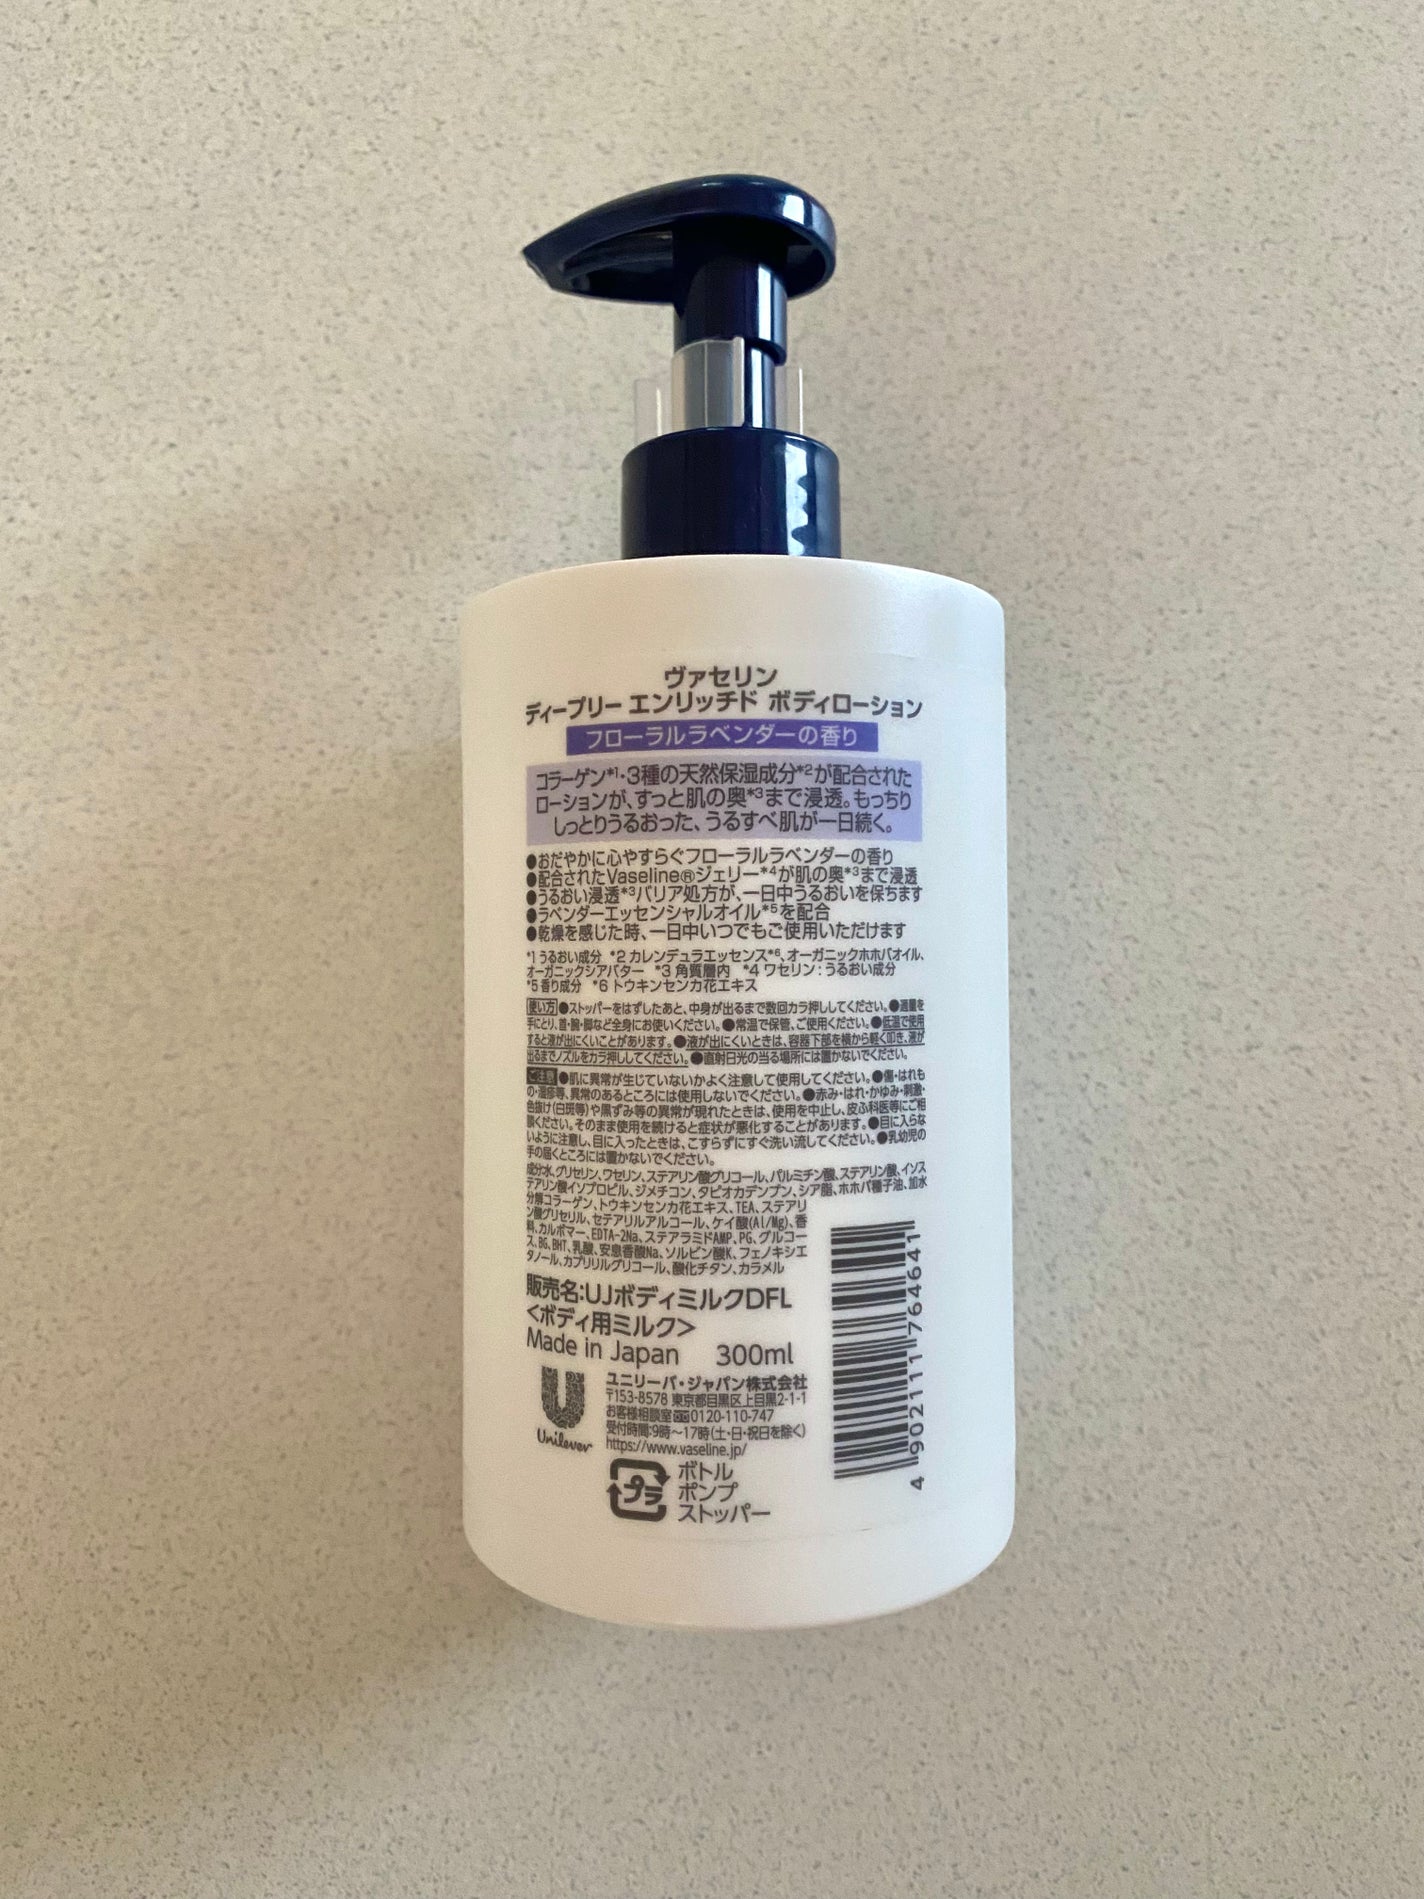 ヴァセリン
ディープリー エンリッチド ボディローション
フローラルラベンダーの香り
コラーゲン*1・3種の天然保湿成分*2が配合された
ローションが、すっと肌の奥*3まで浸透。もっちり
しっとりうるおった、うるすべ肌が一日続く。
●おだやかに心やすらぐフローラルラベンダーの香り
●配合されたVaseline®ジェリー*4が肌の奥*3まで浸透
●うるおい浸透*3バリア処方が、一日中うるおいを保ちます
●ラベンダーエッセンシャルオイル*5を配合
●乾燥を感じた時、一日中いつでもご使用いただけます
*1 うるおい成分 *2 カレンデュラエッセンス*6、オーガニックホホバオイル、
オーガニックシアバター *3 角質層内 *4 ワセリン：うるおい成分
*5 香り成分 *6 トウキンセンカ花エキス
使い方●ストッパーをはずしたあと、中身が出るまで数回カラ押ししてください。●適量を
手にとり、首・腕・脚など全身にお使いください。●常温で保管、ご使用ください。●低温で使用
すると液が出にくいことがあります。●液が出にくいときは、容器下部を横から軽く叩き、液が
出るまでノズルをカラ押ししてください。●直射日光の当る場所には置かないでください。
ご注意●肌に異常が生じていないかよく注意して使用してください。●傷・はれも
の・湿疹等、異常のあるところには使用しないでください。●赤み・はれ・かゆみ・刺激・
色抜け(白斑等)や黒ずみ等の異常が現れたときは、使用を中止し、皮ふ科医等にご相
談ください。そのまま使用を続けると症状が悪化することがあります。●目に入らな
いように注意し、目に入ったときは、こすらずにすぐ洗い流してください。●乳幼児の
手の届くところには置かないでください。
成分:水、グリセリン、ワセリン、ステアリン酸グリコール、パルミチン酸、ステアリン酸、イソス
テアリン酸イソプロピル、ジメチコン、タピオカデンプン、シア脂、ホホバ種子油、加水
分解コラーゲン、トウキンセンカ花エキス、TEA、ステアリ
ン酸グリセリル、セテアリルアルコール、ケイ酸(Al/Mg)、香
料、カルボマー、EDTA-2Na、ステアラミドAMP、PG、グルコー
ス、BG、BHT、乳酸、安息香酸Na、ソルビン酸K、フェノキシエ
タノール、カプリリルグリコール、酸化チタン、カラメル
販売名:UJボディミルクDFL
<ボディ用ミルク>
Made in Japan 300ml
Unilever
ユニリーバ・ジャパン株式会社
〒153-8578 東京都目黒区上目黒2-1-1
お客様相談室 0120-110-747
受付時間:9時～17時(土・日・祝日を除く)
https://www.vaseline.jp/
プラ
ボトル
ポンプ
ストッパー
4 902111 764641